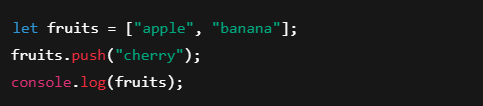 let fruits = ["apple", "banana"];
fruits.push("cherry");
console.log(fruits);